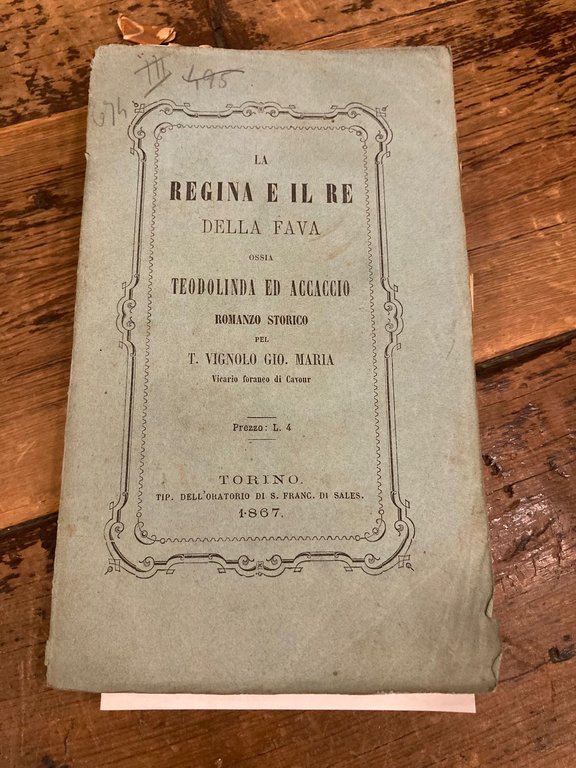 III 495
674
LA
REGINA E IL RE
DELLA FAVA
OSSIA
TEODOLINDA ED ACCACCIO
ROMANZO STORICO
PEL
T. VIGNOLO GIO. MARIA
Vicario foraneo di Cavour
Prezzo: L. 4
TORINO.
TIP. DELL'ORATORIO DI S. FRANC. DI SALES.
1867.